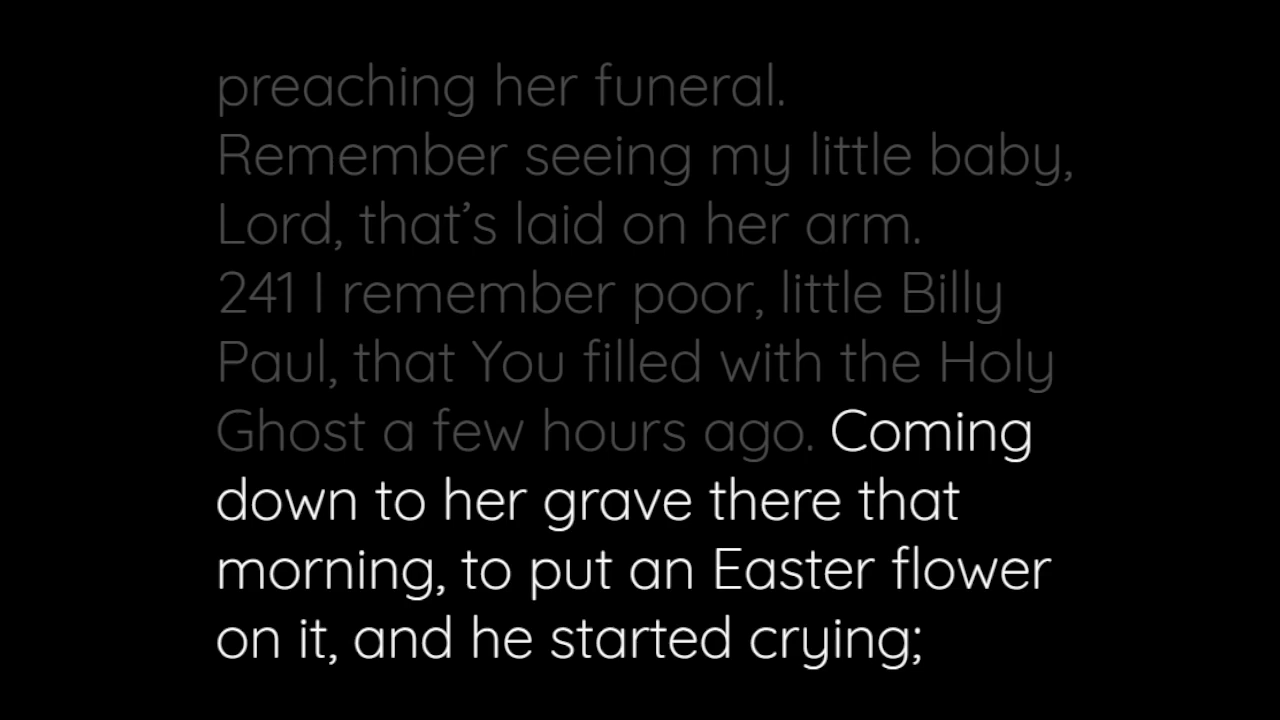 preaching her funeral.
Remember seeing my little baby,
Lord, that’s laid on her arm.
241 I remember poor, little Billy
Paul, that You filled with the Holy
Ghost a few hours ago. Coming
down to her grave there that
morning, to put an Easter flower
on it, and he started crying;